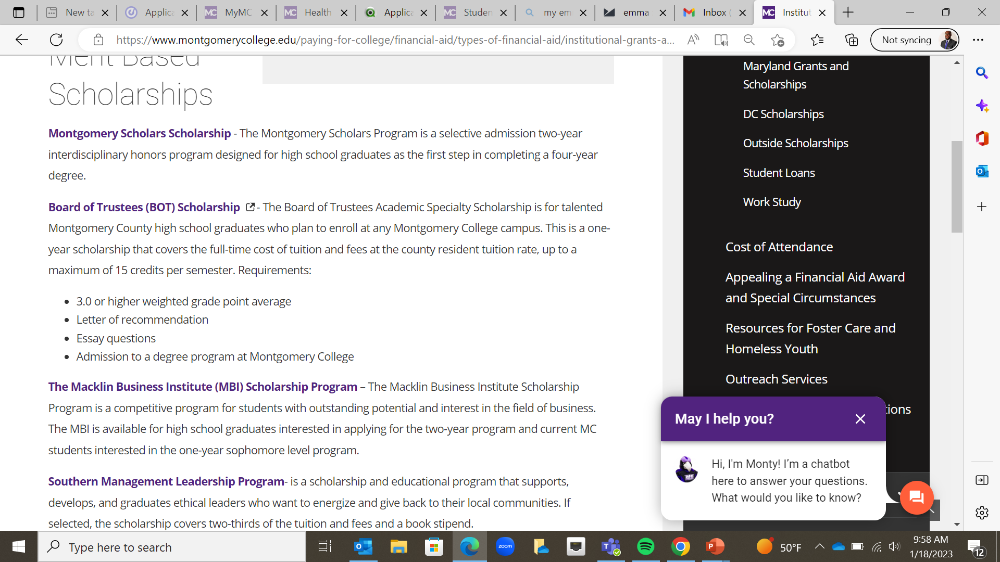 New ta
Applica
MyMC
Health
Applica
Studen
my em
emma
Inbox (
Institut
https://www.montgomerycollege.edu/paying-for-college/financial-aid/types-of-financial-aid/institutional-grants-a...
Not syncing
Merit Based
Scholarships
Montgomery Scholars Scholarship - The Montgomery Scholars Program is a selective admission two-year
interdisciplinary honors program designed for high school graduates as the first step in completing a four-year
degree.
Board of Trustees (BOT) Scholarship - The Board of Trustees Academic Specialty Scholarship is for talented
Montgomery County high school graduates who plan to enroll at any Montgomery College campus. This is a one-
year scholarship that covers the full-time cost of tuition and fees at the county resident tuition rate, up to a
maximum of 15 credits per semester. Requirements:
• 3.0 or higher weighted grade point average
• Letter of recommendation
• Essay questions
• Admission to a degree program at Montgomery College
The Macklin Business Institute (MBI) Scholarship Program – The Macklin Business Institute Scholarship
Program is a competitive program for students with outstanding potential and interest in the field of business.
The MBI is available for high school graduates interested in applying for the two-year program and current MC
students interested in the one-year sophomore level program.
Southern Management Leadership Program- is a scholarship and educational program that supports,
develops, and graduates ethical leaders who want to energize and give back to their local communities. If
selected, the scholarship covers two-thirds of the tuition and fees and a book stipend.
Maryland Grants and
Scholarships
DC Scholarships
Outside Scholarships
Student Loans
Work Study
Cost of Attendance
Appealing a Financial Aid Award
and Special Circumstances
Resources for Foster Care and
Homeless Youth
Outreach Services
tions
May I help you?
Hi, I'm Monty! I’m a chatbot
here to answer your questions.
What would you like to know?
Type here to search
zoom
50°F
9:58 AM
1/18/2023
12